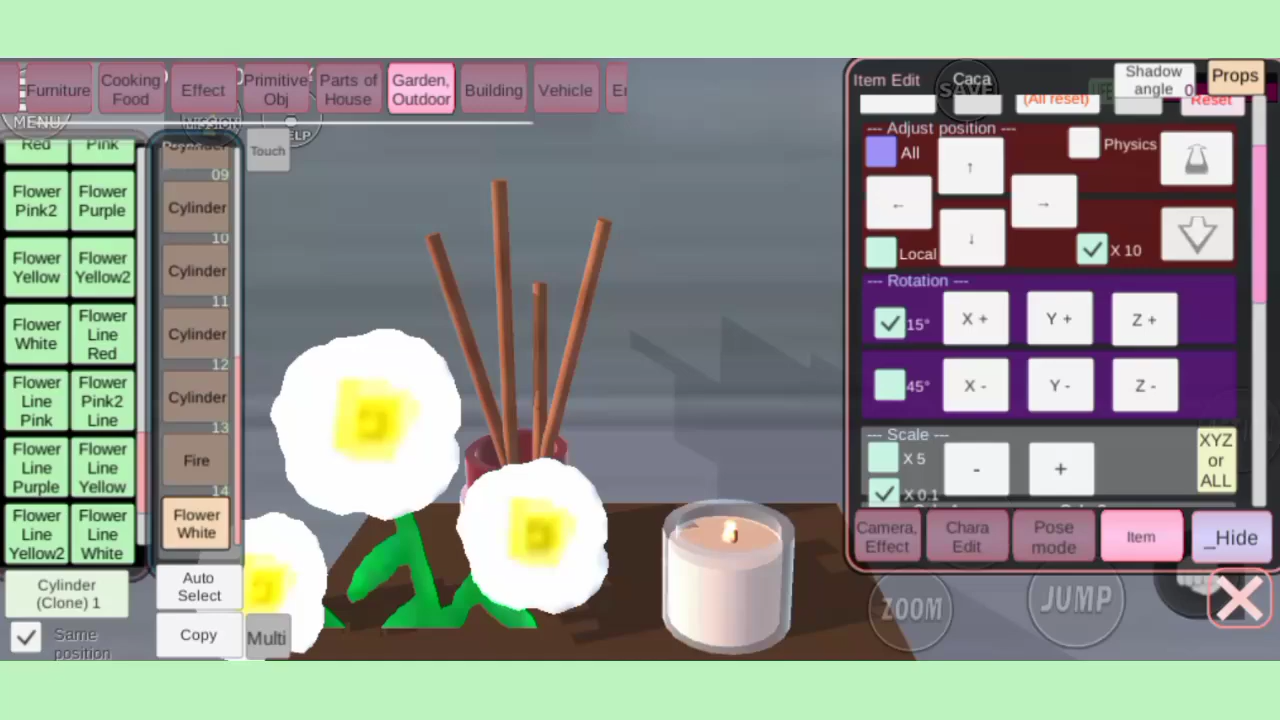 Furniture
Cooking
Food
Effect
Primitive
Obj
Parts of
House
Garden,
Outdoor
Building
Vehicle
MENU
MISSION
HELP
Touch
Red
Pink
Flower
Pink2
Flower
Purple
Flower
Yellow
Flower
Yellow2
Flower
White
Flower
Line
Red
Flower
Line
Pink
Flower
Pink2
Line
Flower
Line
Purple
Flower
Line
Yellow
Flower
Line
Yellow2
Flower
Line
White
Cylinder
(Clone) 1
Same
position
Cylinder
09
Cylinder
10
Cylinder
11
Cylinder
12
Cylinder
13
Fire
14
Flower
White
Auto
Select
Copy
Multi
Item Edit
Caca
SAVE
Shadow
angle 0
Props
(All reset)
Reset
--- Adjust position ---
All
Physics
↑
←
→
↓
Local
X 10
--- Rotation ---
15°
X +
Y +
Z +
45°
X -
Y -
Z -
--- Scale ---
X 5
-
+
XYZ
or
ALL
X 0.1
Camera,
Effect
Chara
Edit
Pose
mode
Item
_Hide
ZOOM
JUMP